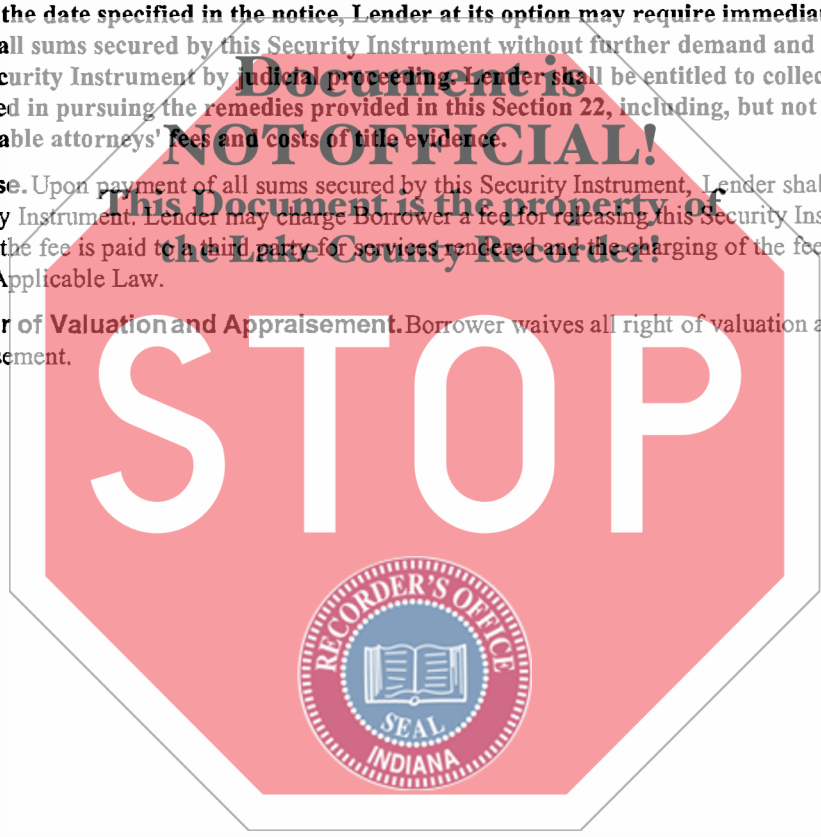 the date specified in the notice, Lender at its option may require immedia
all sums secured by this Security Instrument without further demand and
curity Instrument by judicial proceeding. Lender shall be entitled to collec
ed in pursuing the remedies provided in this Section 22, including, but not
able attorneys' fees and costs of title evidence.
Document is
NOT OFFICIAL!
This Document is the property of
the Lake County Recorder!
se. Upon payment of all sums secured by this Security Instrument, Lender shal
y Instrument. Lender may charge Borrower a fee for releasing this Security Ins
the fee is paid to a third party for services rendered and the charging of the fee
Applicable Law.
r of Valuation and Appraisement. Borrower waives all right of valuation a
sement.
STOP
RECORDER'S OFFICE
SEAL
INDIANA